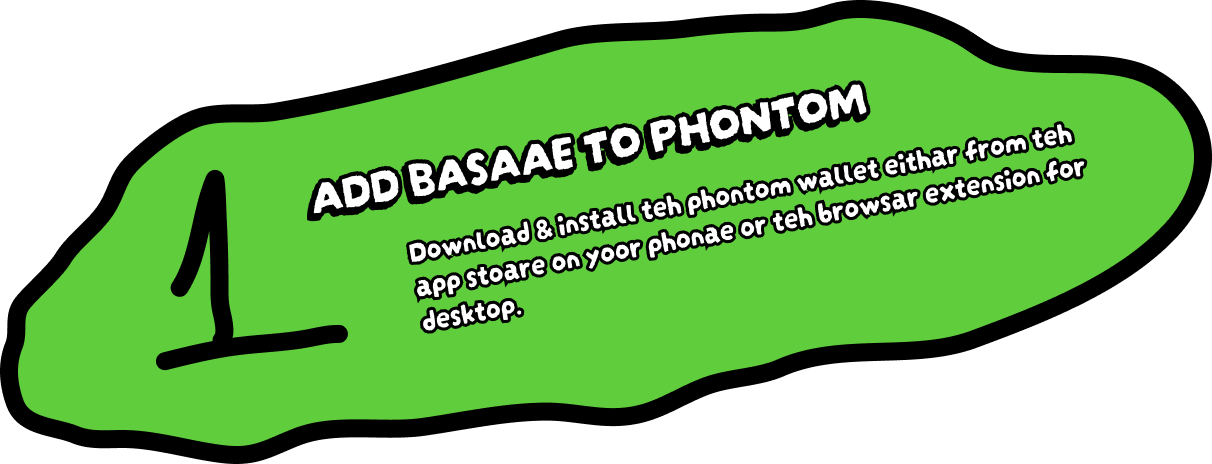 1
ADD BASAAE TO PHONTOM
Download & install teh phontom wallet eithar from teh
app stoare on yoor phonae or teh browsar extension for
desktop.